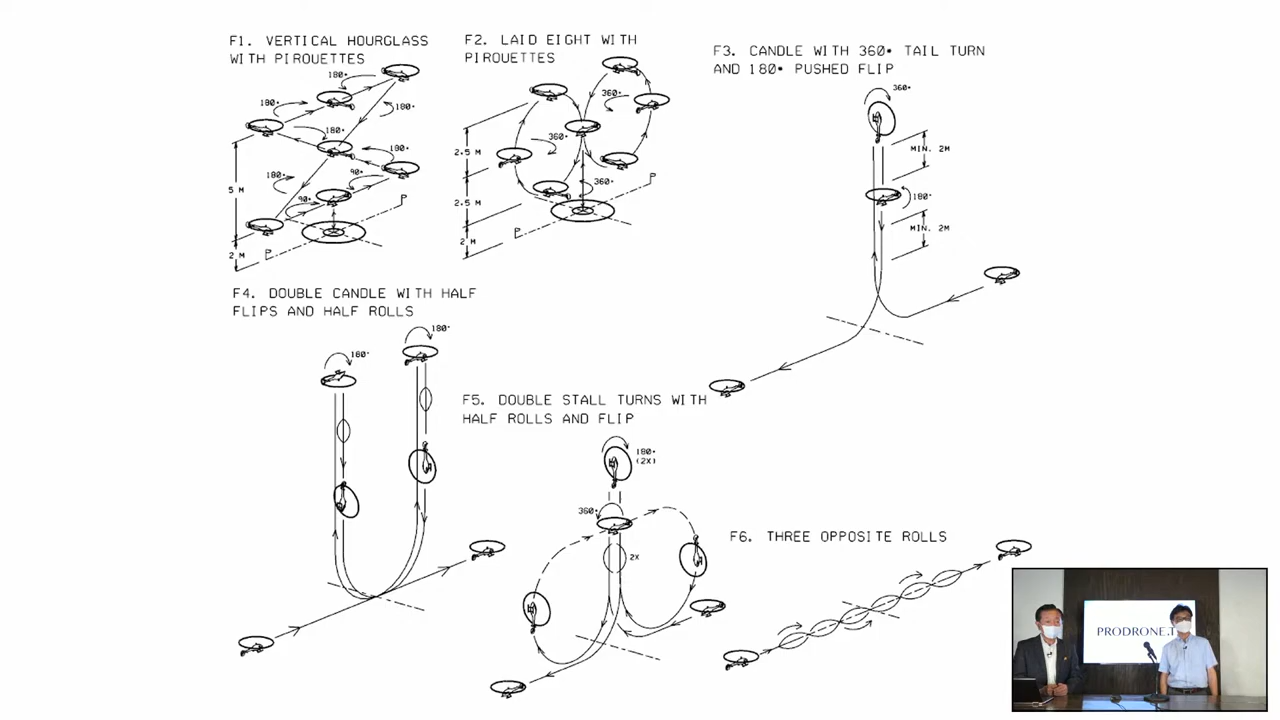 F1. VERTICAL HOURGLASS
WITH PIROUETTES
180°
180°
180°
180°
180°
180°
180°
90°
90°
5 M
2 M
P
P
F2. LAID EIGHT WITH
PIROUETTES
360°
360°
360°
2.5 M
2.5 M
2 M
P
P
F3. CANDLE WITH 360° TAIL TURN
AND 180° PUSHED FLIP
360°
MIN. 2M
180°
MIN. 2M
F4. DOUBLE CANDLE WITH HALF
FLIPS AND HALF ROLLS
180°
180°
F5. DOUBLE STALL TURNS WITH
HALF ROLLS AND FLIP
180°
(2X)
360°
2X
F6. THREE OPPOSITE ROLLS
PRODRONE.T